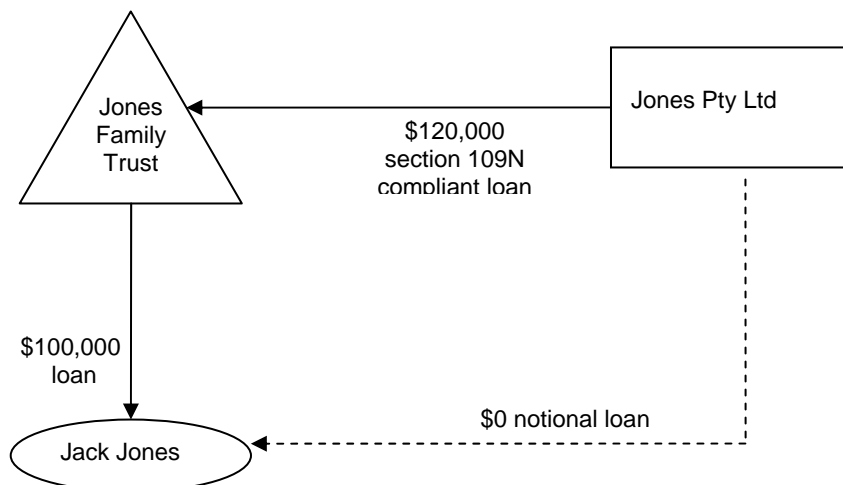 Jones
Family
Trust
$120,000
section 109N
compliant loan
Jones Pty Ltd
$100,000
loan
$0 notional loan
Jack Jones